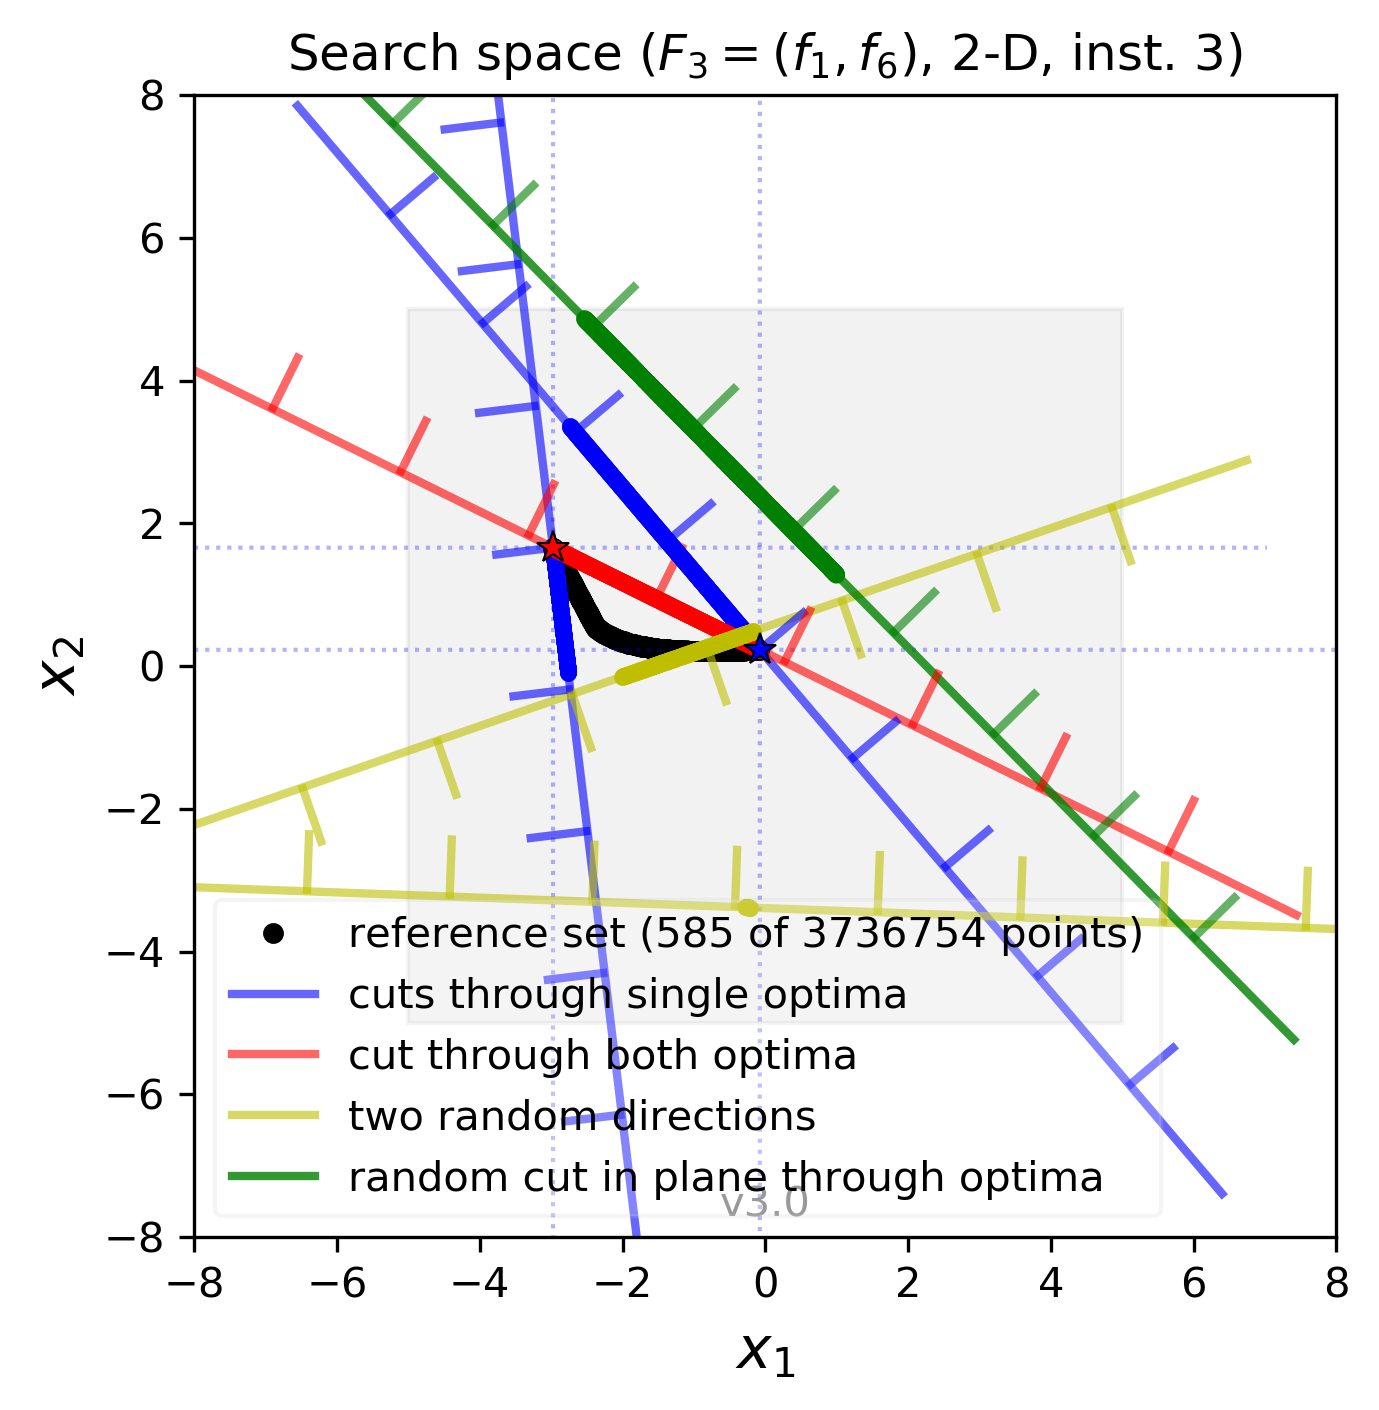 Search space (F₃ = (f₁, f₆), 2-D, inst. 3)
8
6
4
2
0
−2
−4
−6
−8
x₂
reference set (585 of 3736754 points)
cuts through single optima
cut through both optima
two random directions
random cut in plane through optima
v3.0
−8 −6 −4 −2 0 2 4 6 8
x₁